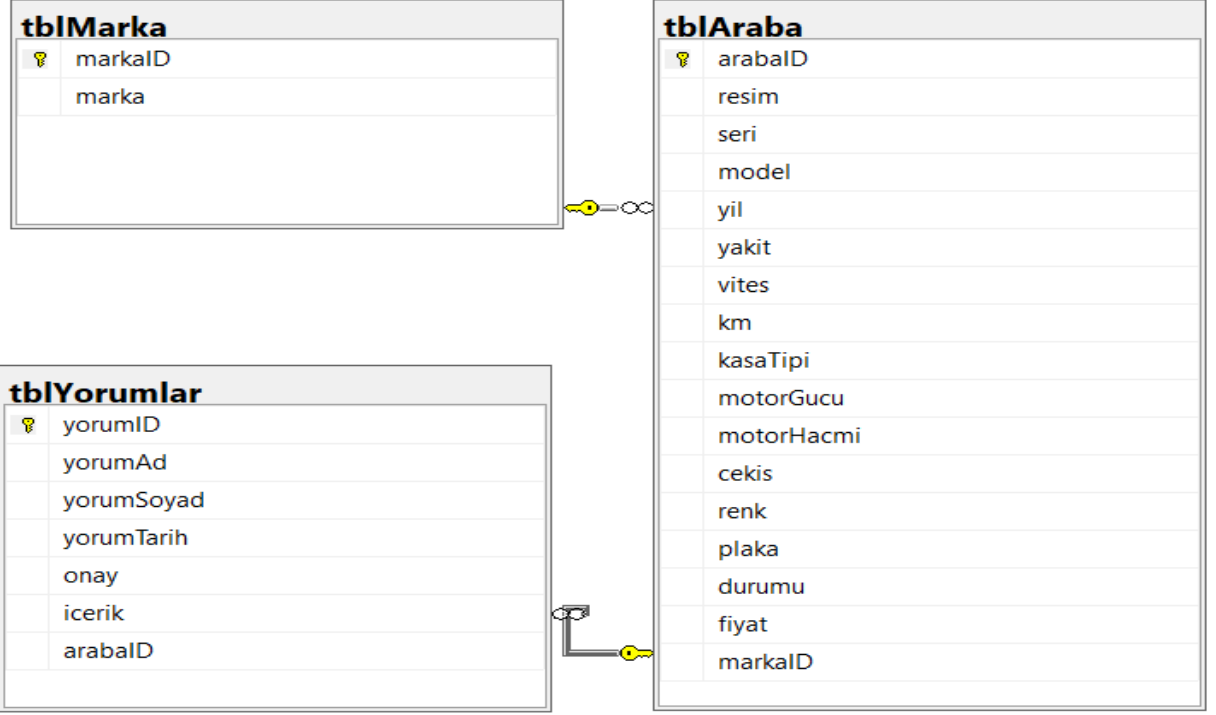 tblMarka
markaID
marka
tblAraba
arabaID
resim
seri
model
yil
yakit
vites
km
kasaTipi
motorGucu
motorHacmi
cekis
renk
plaka
durumu
fiyat
markaID
tblYorumlar
yorumID
yorumAd
yorumSoyad
yorumTarih
onay
icerik
arabaID